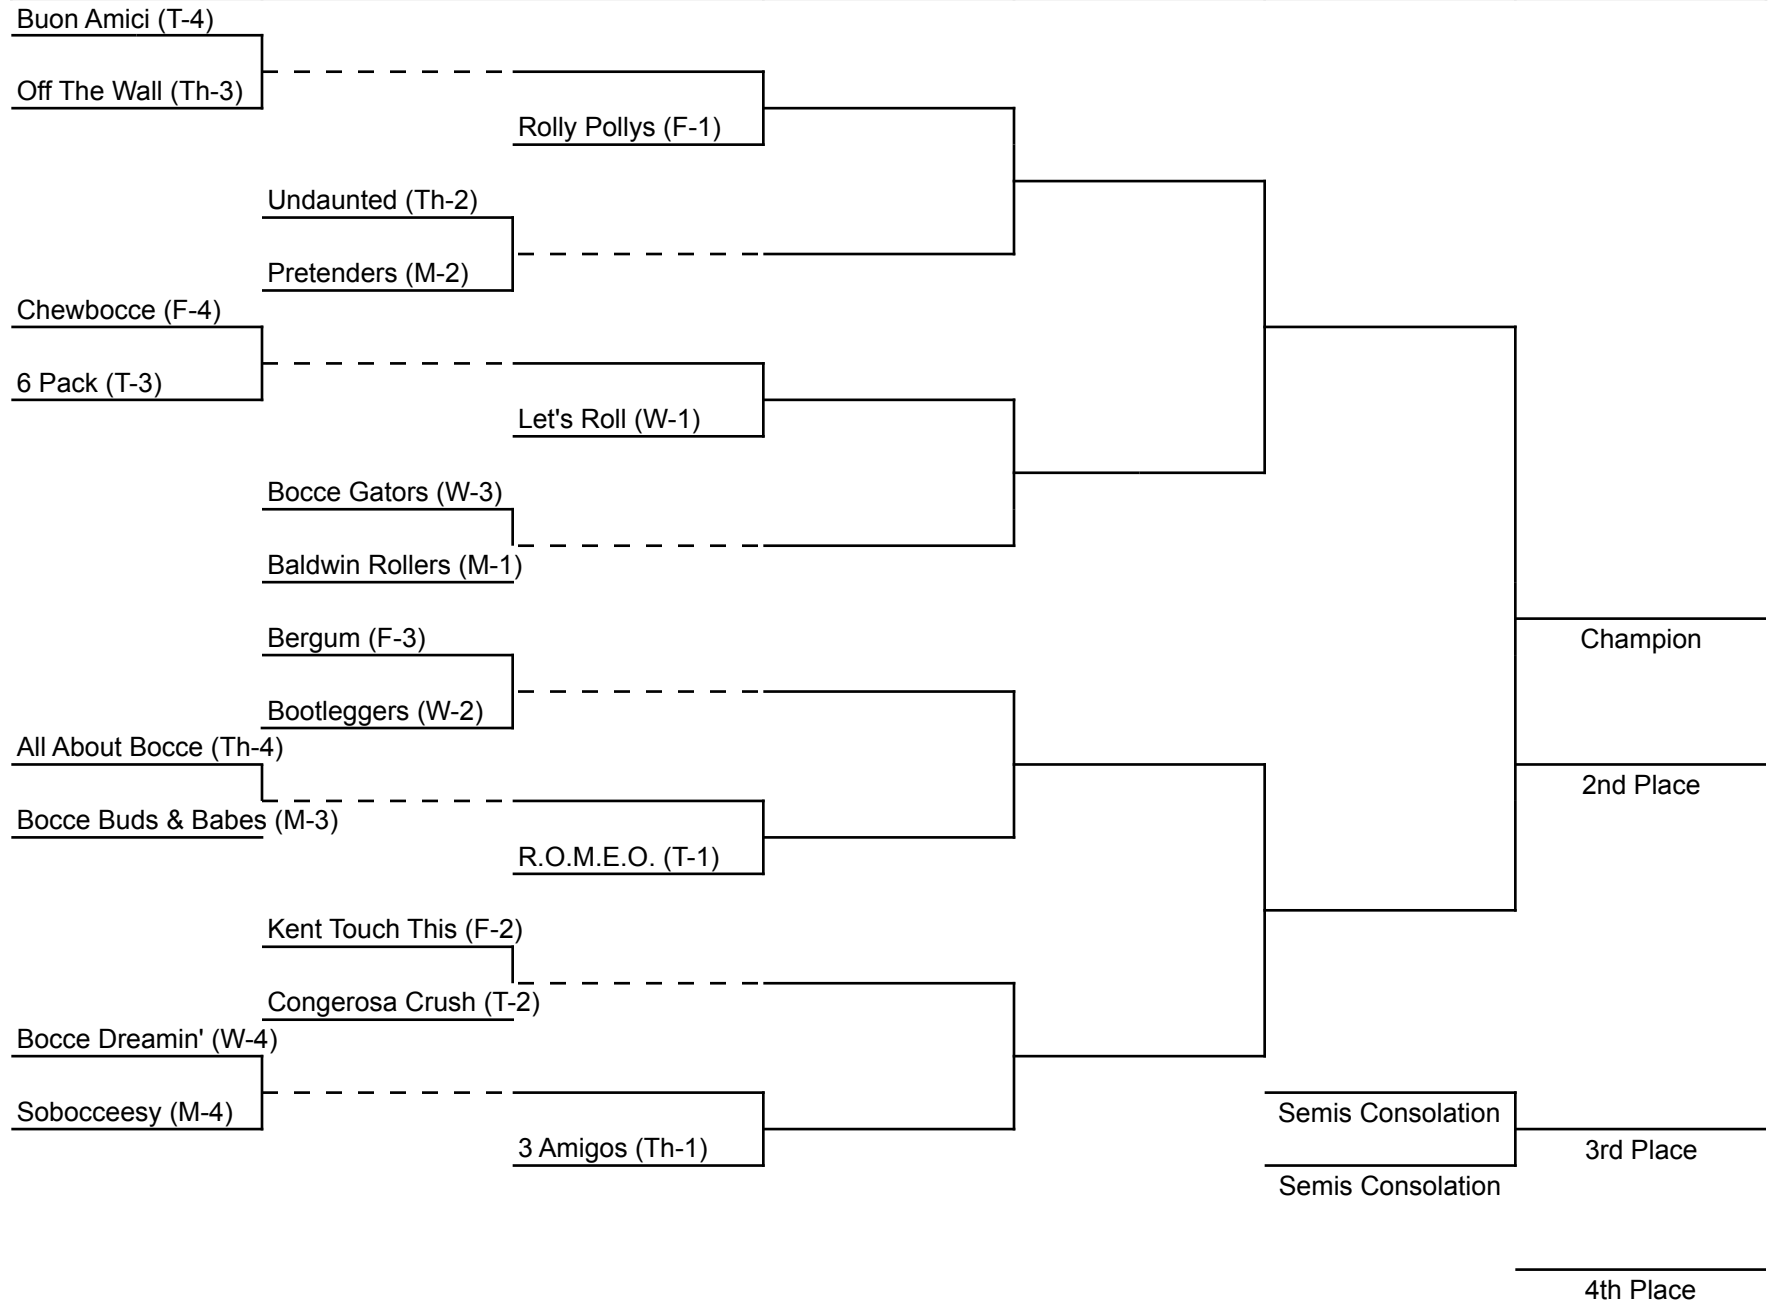 Buon Amici (T-4)
Off The Wall (Th-3)
Rolly Pollys (F-1)
Undaunted (Th-2)
Pretenders (M-2)
Chewbocce (F-4)
6 Pack (T-3)
Let's Roll (W-1)
Bocce Gators (W-3)
Baldwin Rollers (M-1)
Bergum (F-3)
Champion
Bootleggers (W-2)
All About Bocce (Th-4)
2nd Place
Bocce Buds & Babes (M-3)
R.O.M.E.O. (T-1)
Kent Touch This (F-2)
Congerosa Crush (T-2)
Bocce Dreamin' (W-4)
Sobocceesy (M-4)
Semis Consolation
3 Amigos (Th-1)
3rd Place
Semis Consolation
4th Place